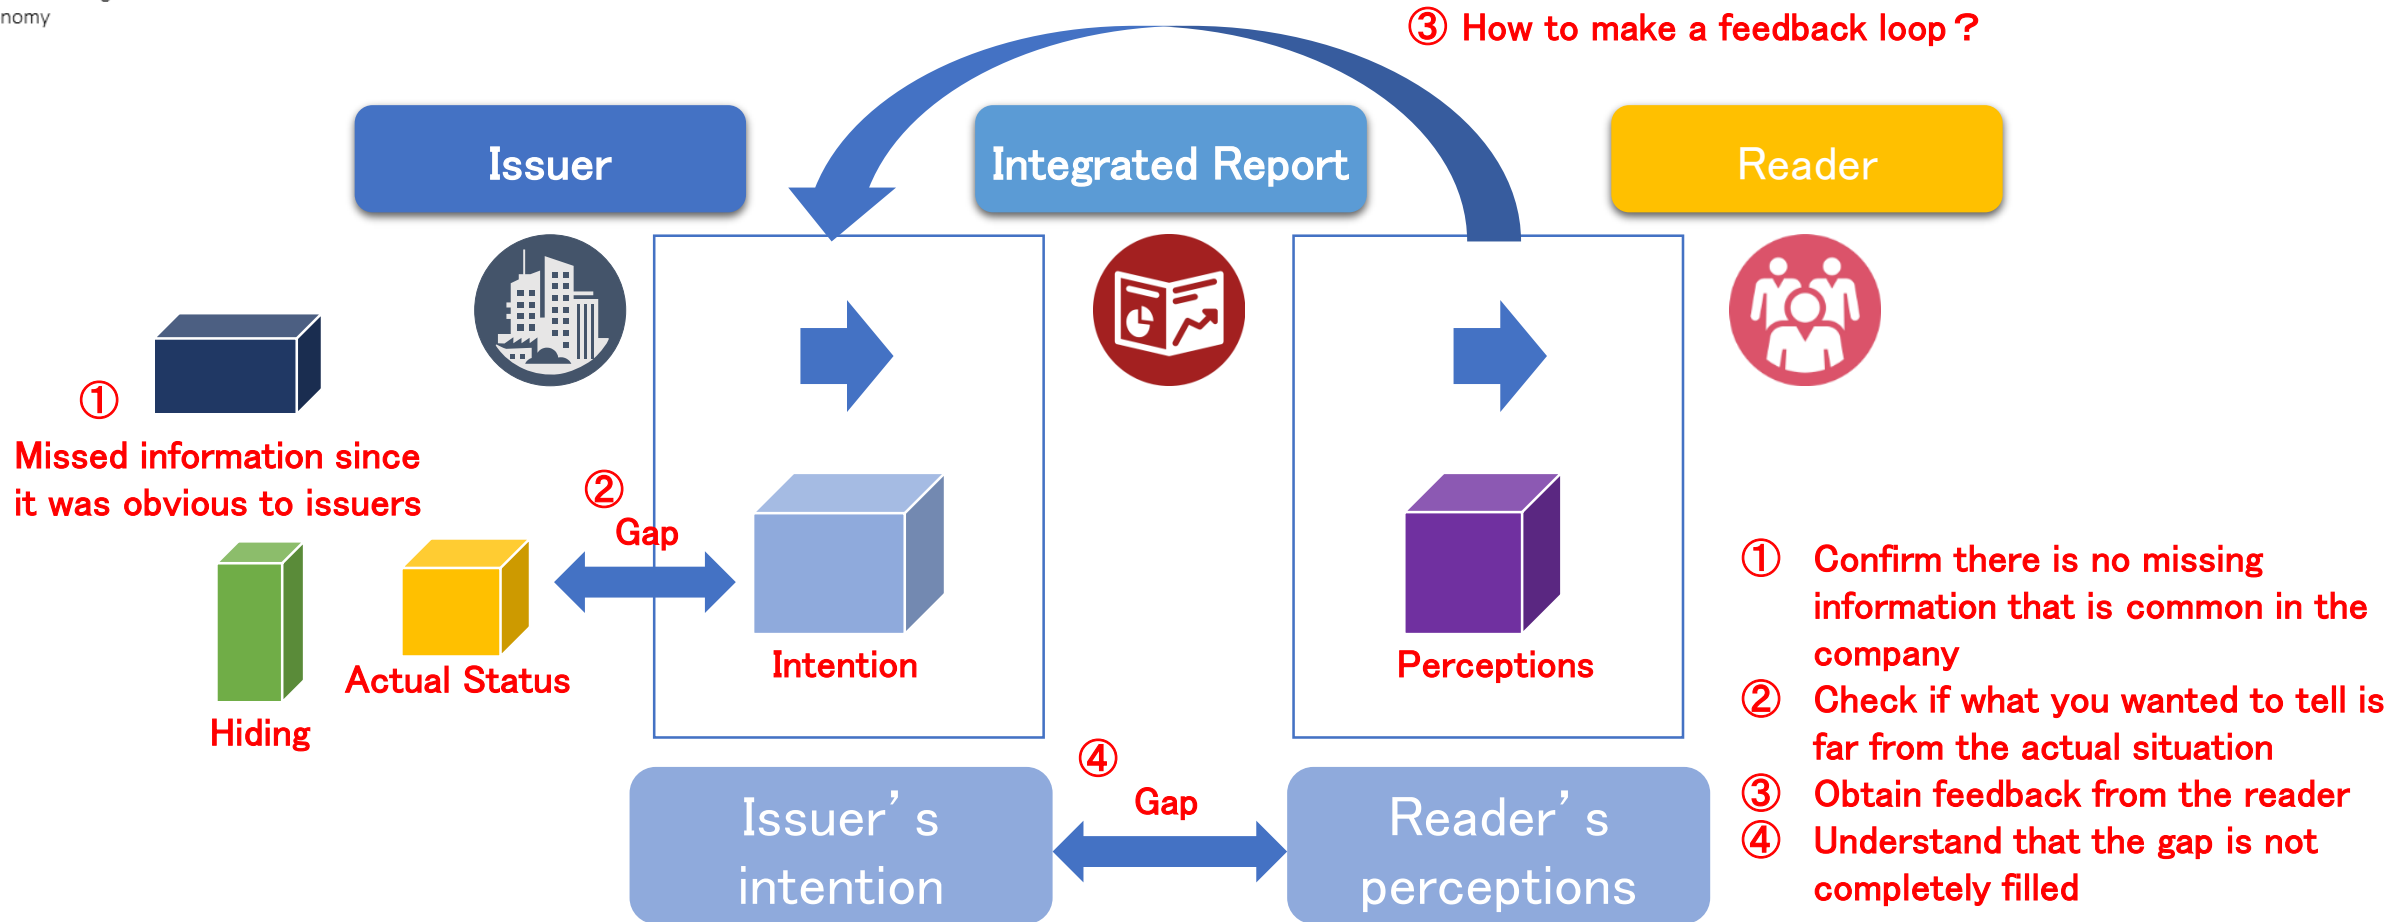 nomy
③ How to make a feedback loop？
Issuer
Integrated Report
Reader
①
Missed information since
it was obvious to issuers
②
Gap
Hiding
Actual Status
Intention
Perceptions
① Confirm there is no missing
information that is common in the
company
② Check if what you wanted to tell is
far from the actual situation
③ Obtain feedback from the reader
④ Understand that the gap is not
completely filled
④
Gap
Issuer’s
intention
Reader’s
perceptions